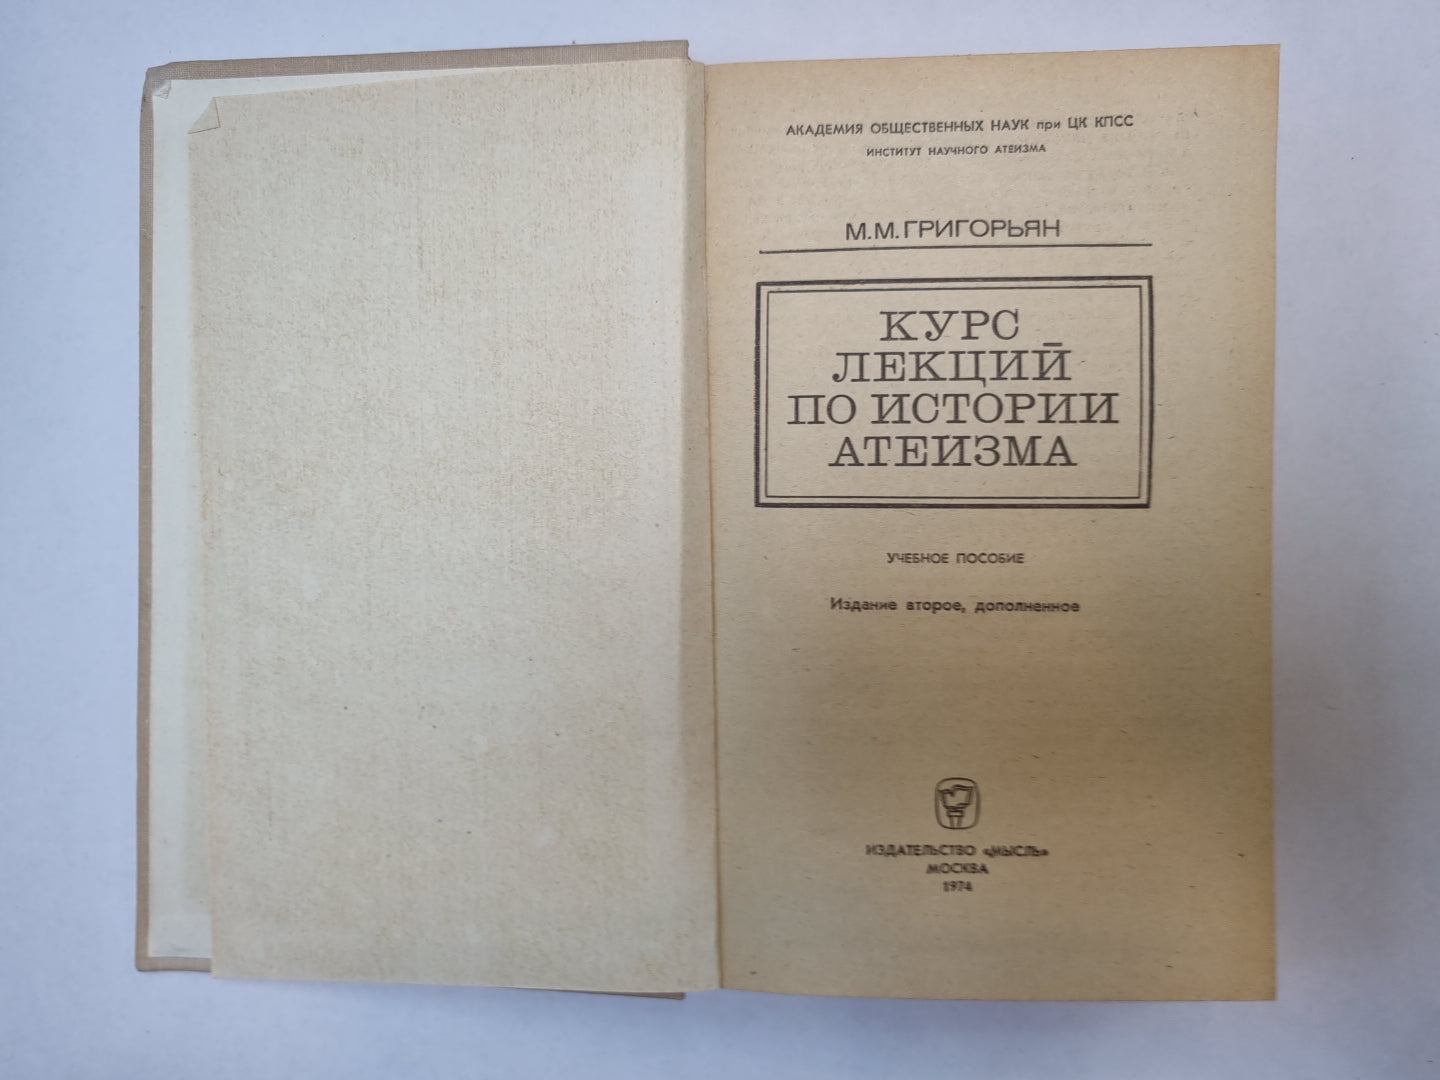 АКАДЕМИЯ ОБЩЕСТВЕННЫХ НАУК при ЦК КПСС
ИНСТИТУТ НАУЧНОГО АТЕИЗМА
М.М.ГРИГОРЬЯН
КУРС
ЛЕКЦИЙ
ПО ИСТОРИИ
АТЕИЗМА
УЧЕБНОЕ ПОСОБИЕ
Издание второе, дополненное
ИЗДАТЕЛЬСТВО «МЫСЛЬ»
МОСКВА
1974